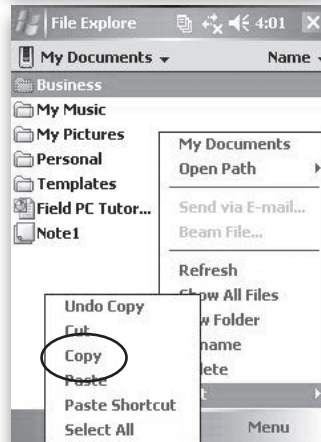 File Explore 4:01
My Documents Name
Business
My Music
My Pictures
Personal
Templates
Field PC Tutor...
Note1
My Documents
Open Path
Send via E-mail...
Beam File...
Refresh
Show All Files
Folder
Undo Copy
Cut
Copy
Paste
Paste Shortcut
Select All
Menu